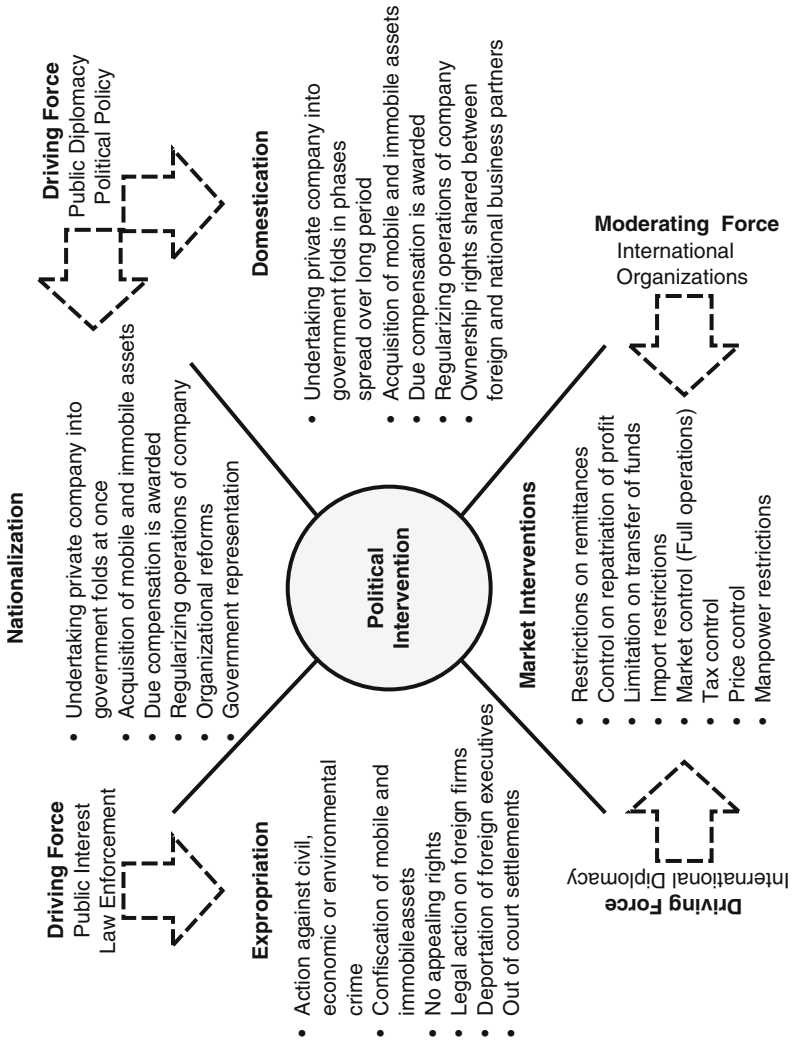 Driving Force
Public Interest
Law Enforcement
Nationalization
• Undertaking private company into
government folds at once
• Acquisition of mobile and immobile assets
• Due compensation is awarded
• Regularizing operations of company
• Organizational reforms
• Government representation
Driving Force
Public Diplomacy
Political Policy
Expropriation
• Action against civil,
economic or environmental
crime
• Confiscation of mobile and
immobileassets
• No appealing rights
• Legal action on foreign firms
• Deportation of foreign executives
• Out of court settlements
Political
Intervention
Domestication
• Undertaking private company into
government folds in phases
spread over long period
• Acquisition of mobile and immobile assets
• Due compensation is awarded
• Regularizing operations of company
• Ownership rights shared between
foreign and national business partners
Driving Force
International Diplomacy
Market Interventions
• Restrictions on remittances
• Control on repatriation of profit
• Limitation on transfer of funds
• Import restrictions
• Market control (Full operations)
• Tax control
• Price control
• Manpower restrictions
Moderating Force
International
Organizations